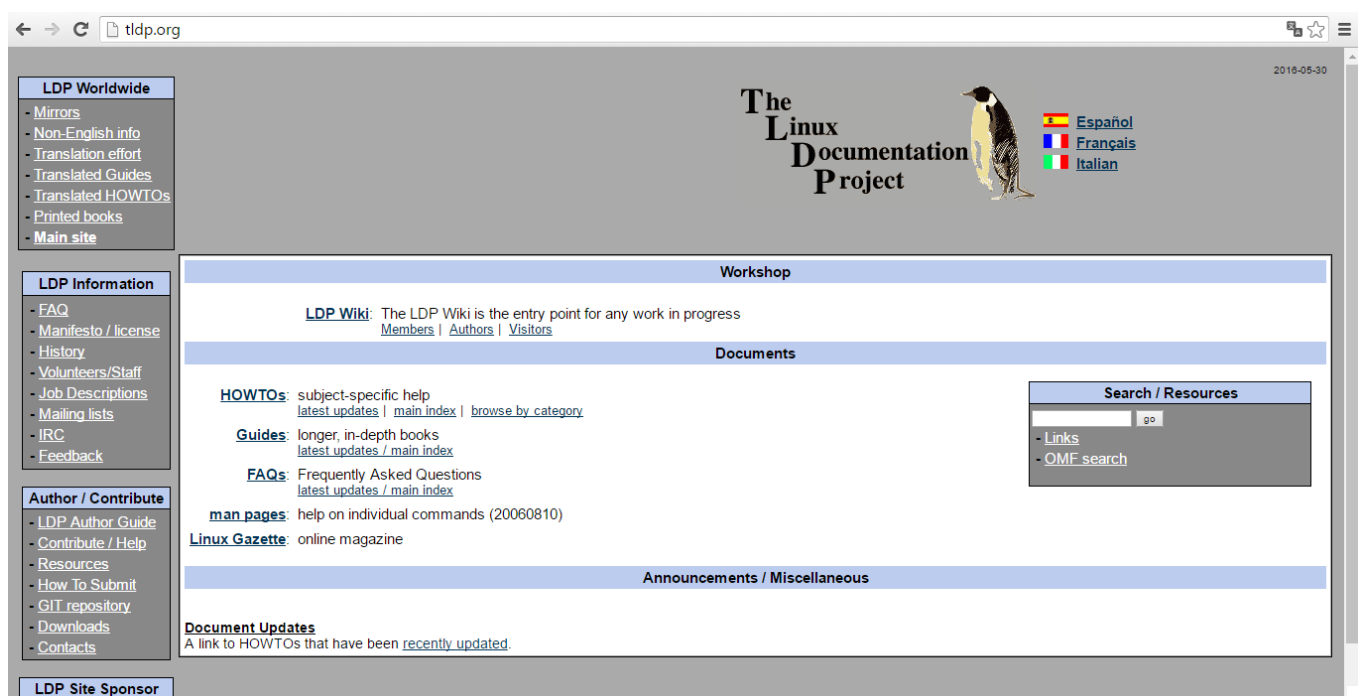 tldp.org
2016-05-30
LDP Worldwide
- Mirrors
- Non-English info
- Translation effort
- Translated Guides
- Translated HOWTOs
- Printed books
- Main site
The
Linux
Documentation
Project
Español
Français
Italian
LDP Information
- FAQ
- Manifesto / license
- History
- Volunteers/Staff
- Job Descriptions
- Mailing lists
- IRC
- Feedback
Author / Contribute
- LDP Author Guide
- Contribute / Help
- Resources
- How To Submit
- GIT repository
- Downloads
- Contacts
LDP Site Sponsor
Workshop
LDP Wiki: The LDP Wiki is the entry point for any work in progress
Members | Authors | Visitors
Documents
HOWTOs: subject-specific help
latest updates | main index | browse by category
Guides: longer, in-depth books
latest updates / main index
FAQs: Frequently Asked Questions
latest updates / main index
man pages: help on individual commands (20060810)
Linux Gazette: online magazine
Search / Resources
go
- Links
- OMF search
Announcements / Miscellaneous
Document Updates
A link to HOWTOs that have been recently updated.